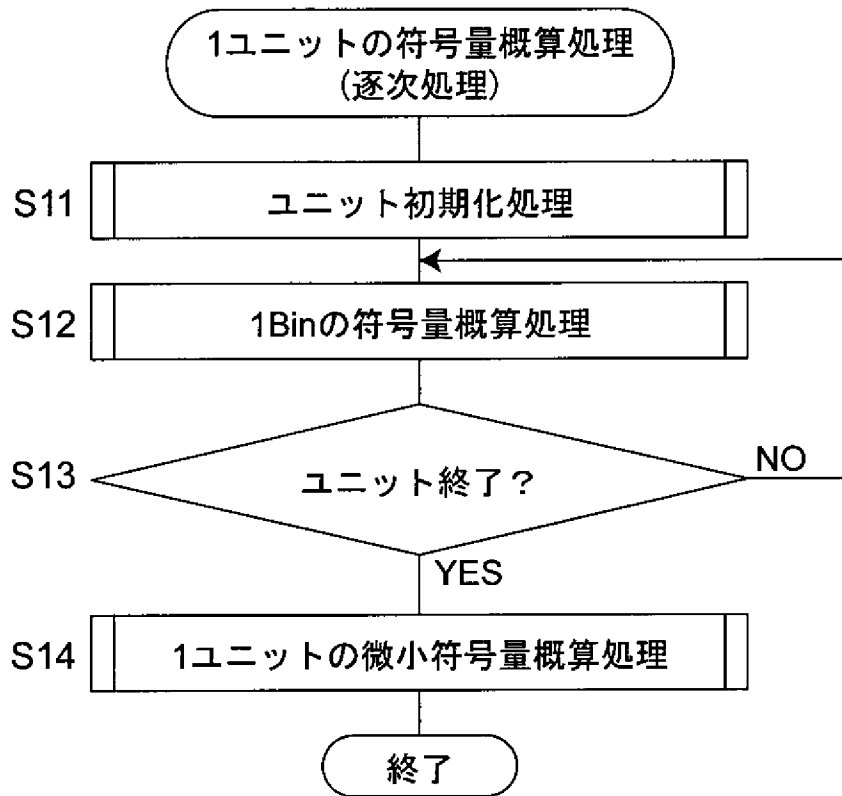 1ユニットの符号量概算処理
(逐次処理)
S11
ユニット初期化処理
S12
1Binの符号量概算処理
S13
ユニット終了？
NO
YES
S14
1ユニットの微小符号量概算処理
終了